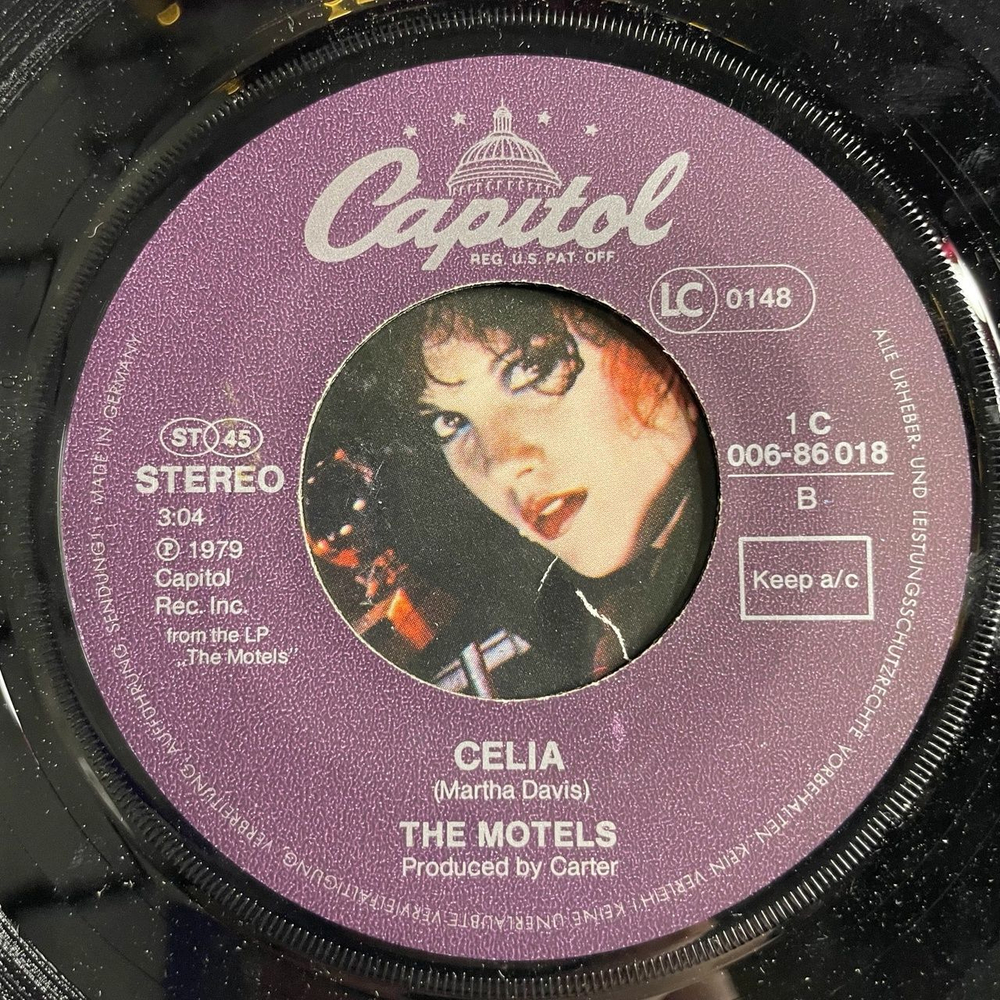 Capitol
REG. U.S. PAT. OFF.
LC 0148
ST 45
STEREO
3:04
Ⓟ 1979
Capitol
Rec. Inc.
from the LP
„The Motels”
1 C
006-86 018
B
Keep a/c
CELIA
(Martha Davis)
THE MOTELS
Produced by Carter
ALLE URHEBER- UND LEISTUNGSSCHUTZRECHTE VORBEHALTEN. KEIN VERLEIH! KEINE UNERLAUBTE VERVIELFÄLTIGUNG, VERBREITUNG, AUFFÜHRUNG, SENDUNG! · MADE IN GERMANY